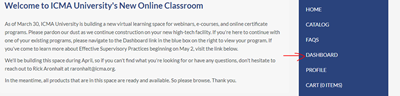 Welcome to ICMA University's New Online Classroom
As of March 30, ICMA University is building a new virtual learning space for webinars, e-courses, and online certificate
programs. Please pardon our dust as we continue construction on your new high-tech facility. If you're here to continue with
one of your existing programs, please navigate to the Dashboard link in the blue box on the right to view your program. If
you've come to learn more about Effective Supervisory Practices beginning on May 2, visit the link below.
We'll be building this space during April, so if you can't find what you're looking for or have any questions, don't hesitate to
reach out to Rick Aronhalt at raronhalt@icma.org.
In the meantime, all products that are in this space are ready and available. So please browse. Thank you.
HOME
CATALOG
FAQS
DASHBOARD
PROFILE
CART (0 ITEMS)